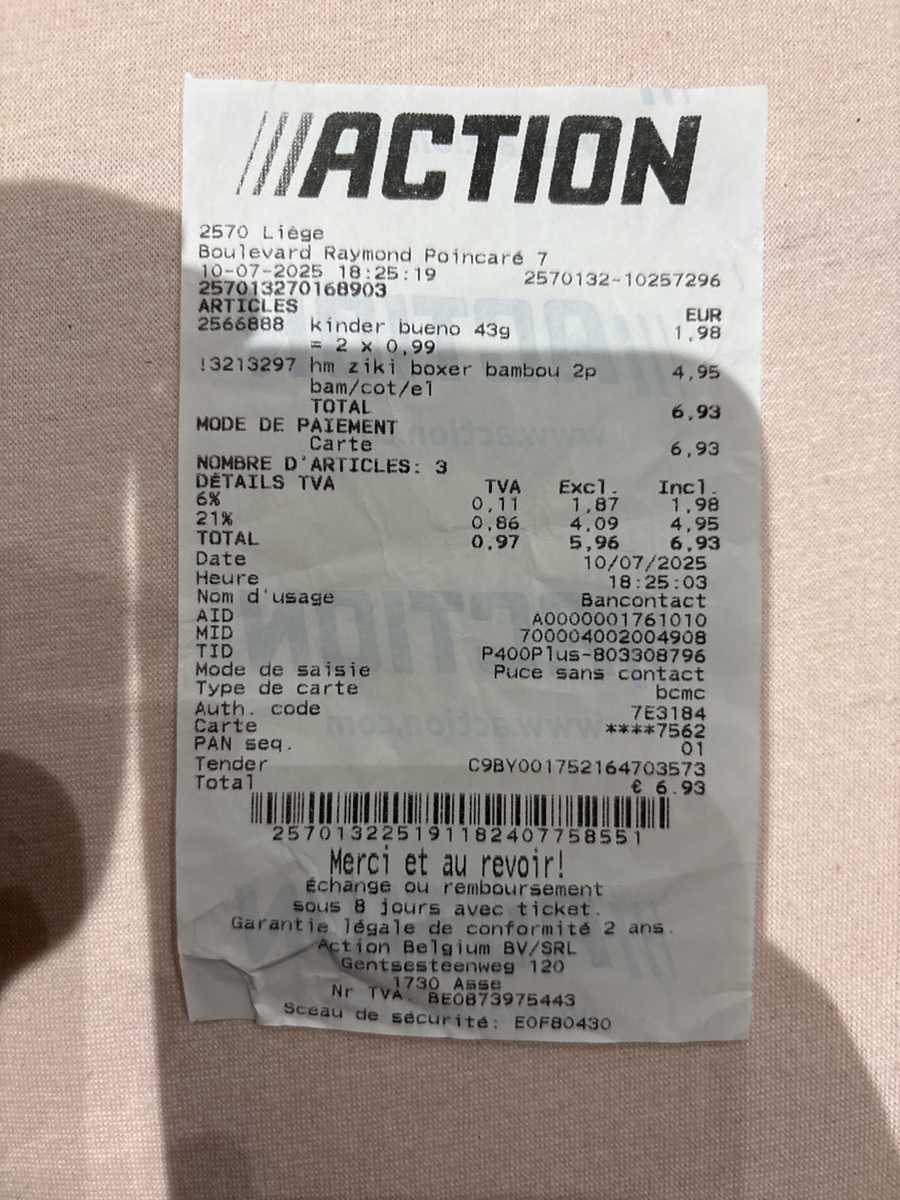 ///ACTION
2570 Liège
Boulevard Raymond Poincaré 7
10-07-2025 18:25:19 2570132-10257296
257013270168903
ARTICLES EUR
2566888 kinder bueno 43g 1,98
= 2 x 0,99
!3213297 hm ziki boxer bambou 2p 4,95
bam/cot/el
TOTAL 6,93
MODE DE PAIEMENT
Carte 6,93
NOMBRE D'ARTICLES: 3
DÉTAILS TVA TVA Excl. Incl.
6% 0,11 1,87 1,98
21% 0,86 4,09 4,95
TOTAL 0,97 5,96 6,93
Date 10/07/2025
Heure 18:25:03
Nom d'usage Bancontact
AID A0000001761010
MID 700004002004908
TID P400Plus-803308796
Mode de saisie Puce sans contact
Type de carte bcmc
Auth. code 7E3184
Carte ****7562
PAN seq. 01
Tender C9BY001752164703573
Total € 6.93
257013225191182407758551
Merci et au revoir!
Échange ou remboursement
sous 8 jours avec ticket.
Garantie légale de conformité 2 ans.
Action Belgium BV/SRL
Gentsesteenweg 120
1730 Asse
Nr TVA. BE0873975443
Sceau de sécurité: E0F80430